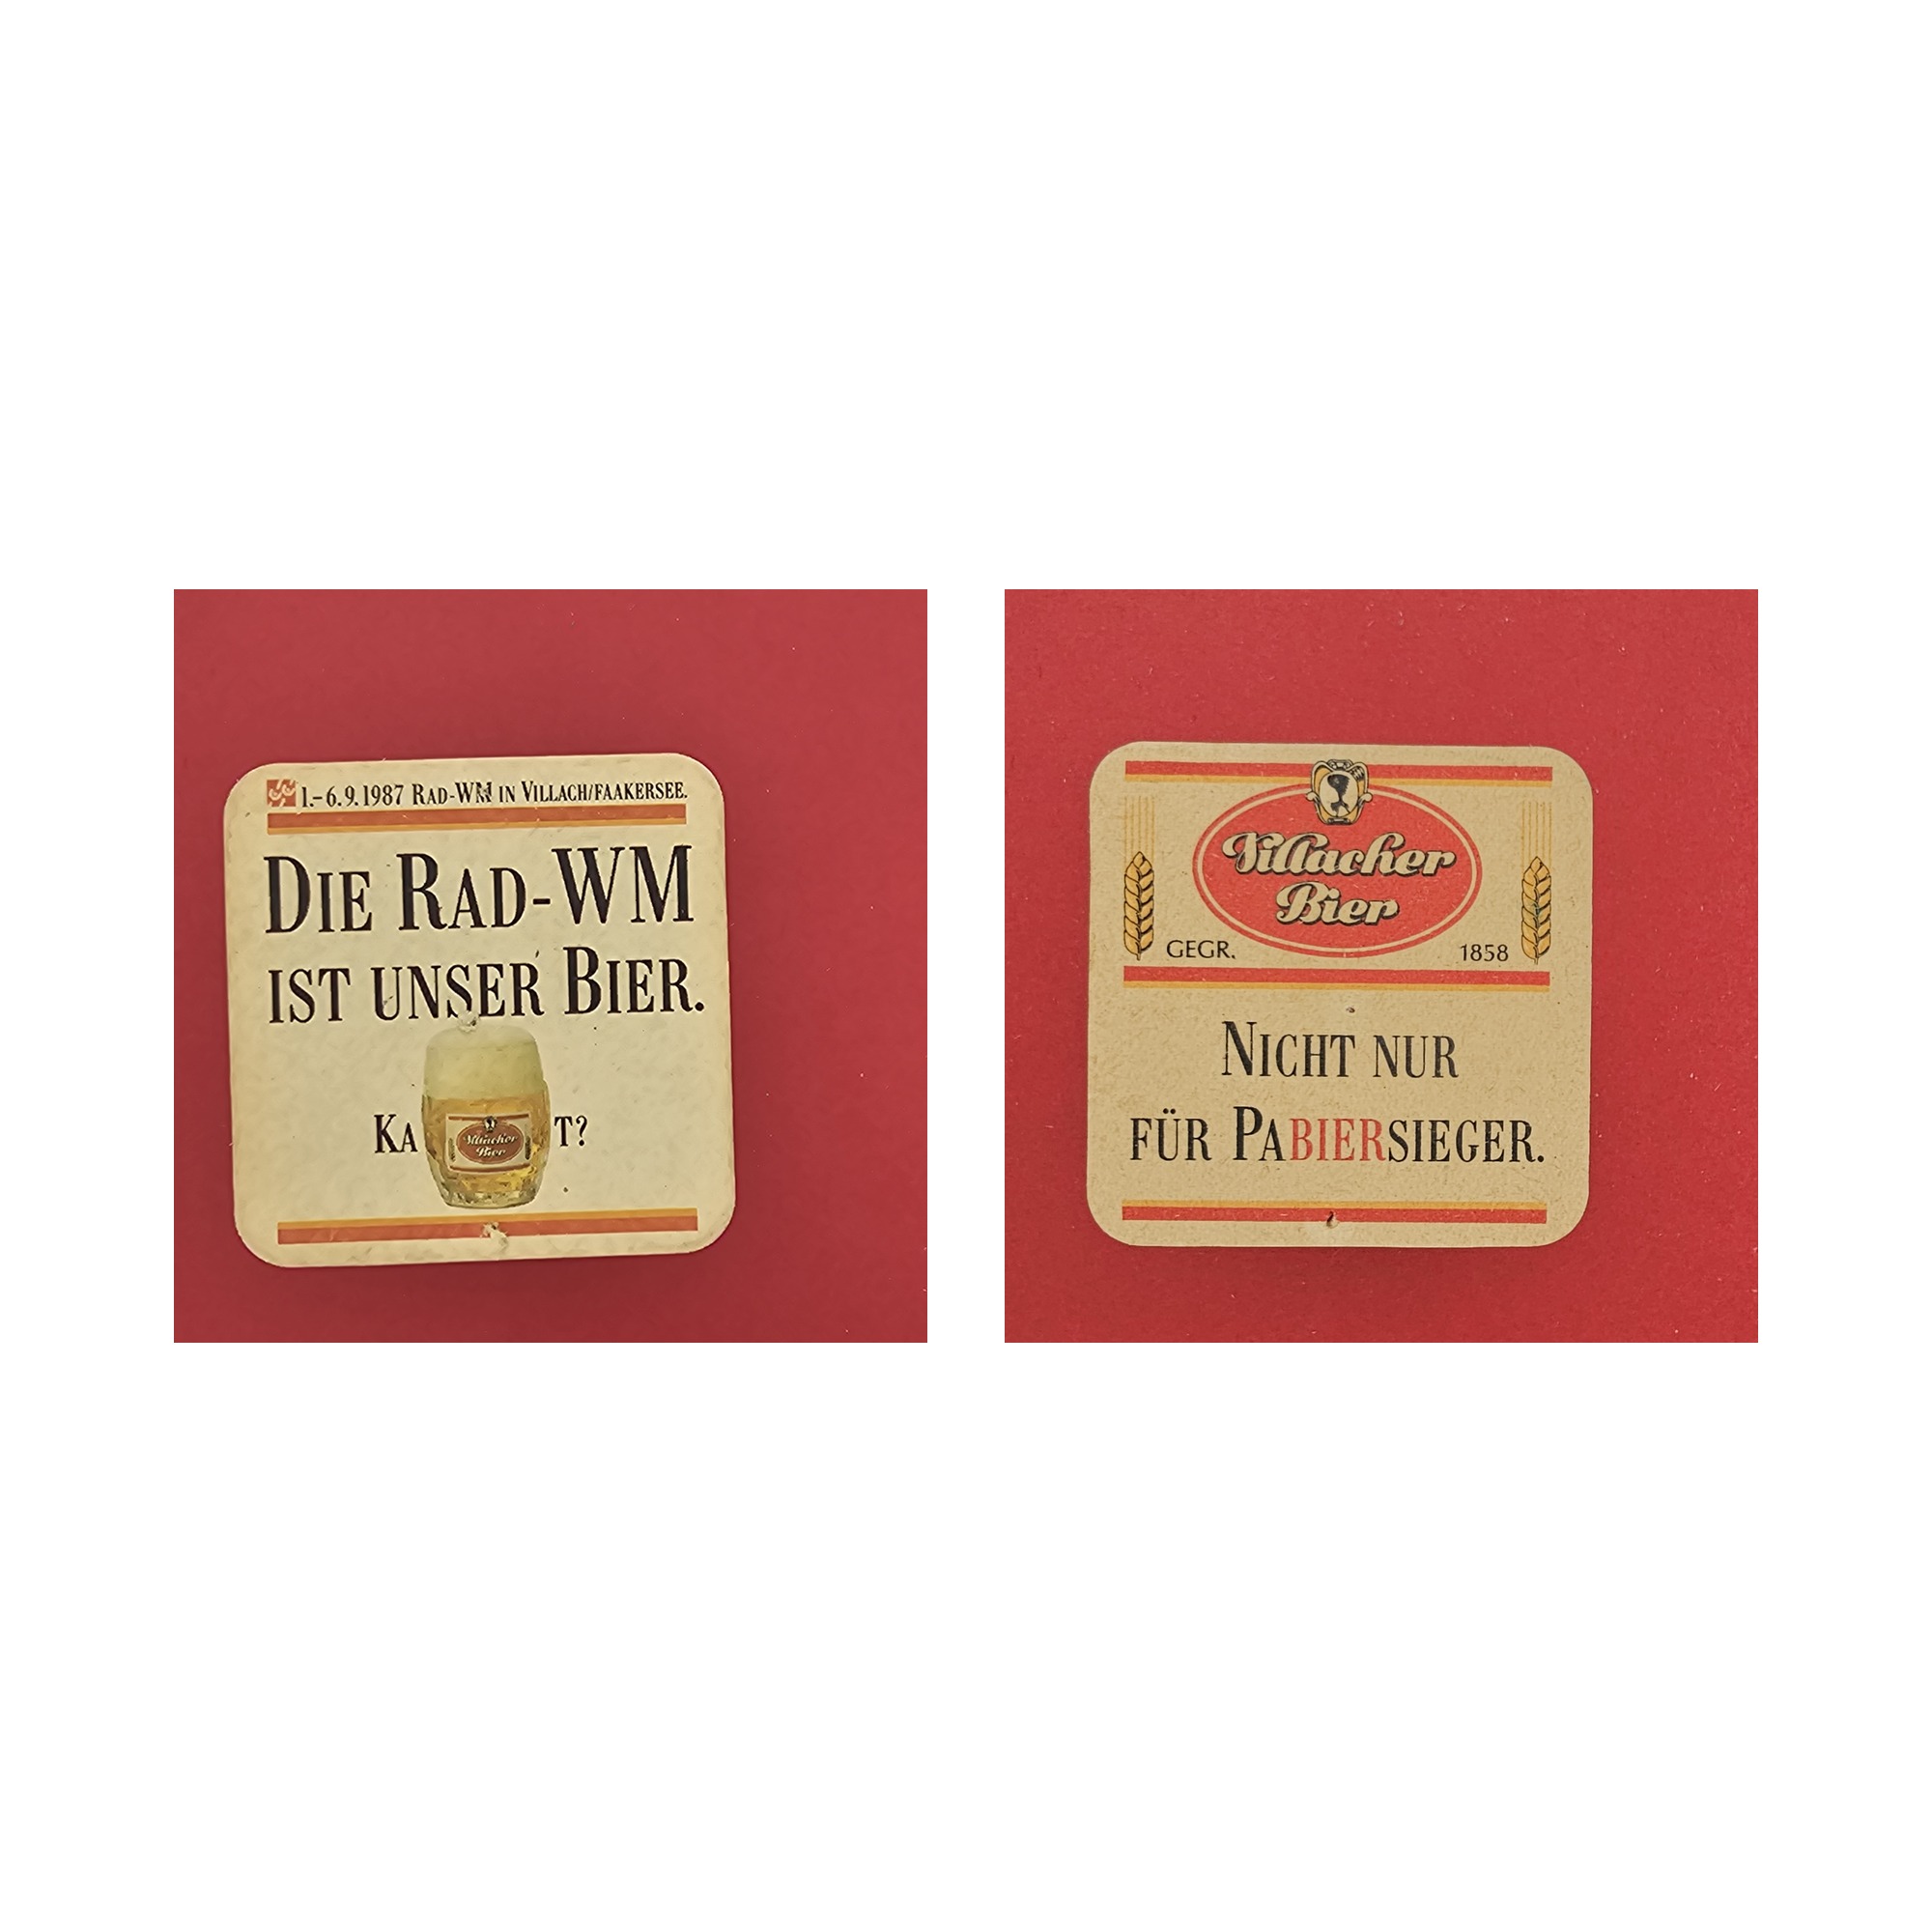 1.–6.9.1987 RAD-WM IN VILLACH/FAAKERSEE.
DIE RAD-WM
IST UNSER BIER.
KA T?
Villacher
Bier
Villacher
Bier
GEGR. 1858
NICHT NUR
FÜR PABIERSIEGER.